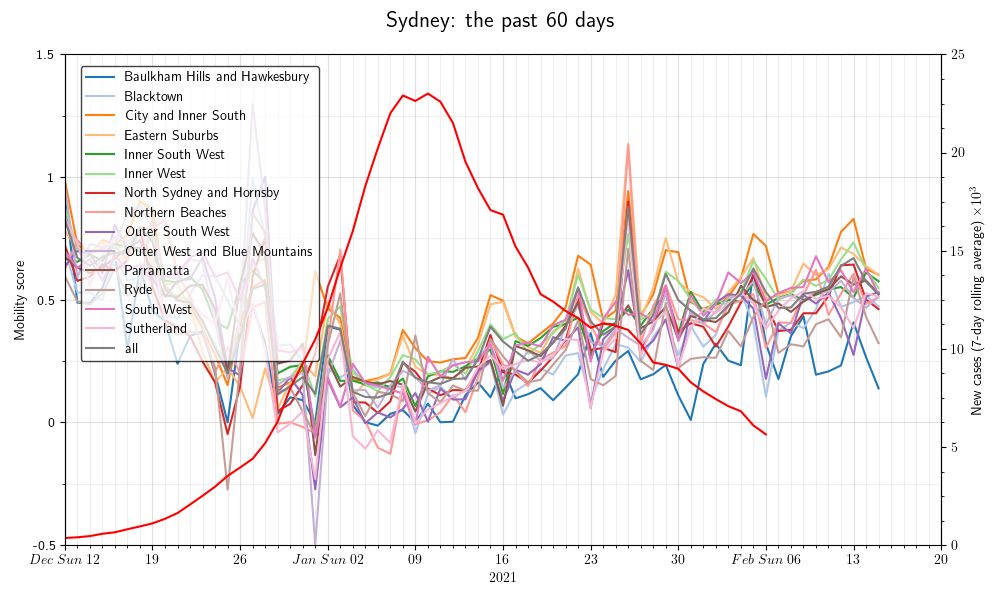 Sydney: the past 60 days
1.5
1
0.5
0
-0.5
Mobility score
Baulkham Hills and Hawkesbury
Blacktown
City and Inner South
Eastern Suburbs
Inner South West
Inner West
North Sydney and Hornsby
Northern Beaches
Outer South West
Outer West and Blue Mountains
Parramatta
Ryde
South West
Sutherland
all
25
20
15
10
5
0
New cases (7-day rolling average) ×10³
Dec Sun 12
19
26
Jan Sun 02
09
16
23
30
Feb Sun 06
13
20
2021